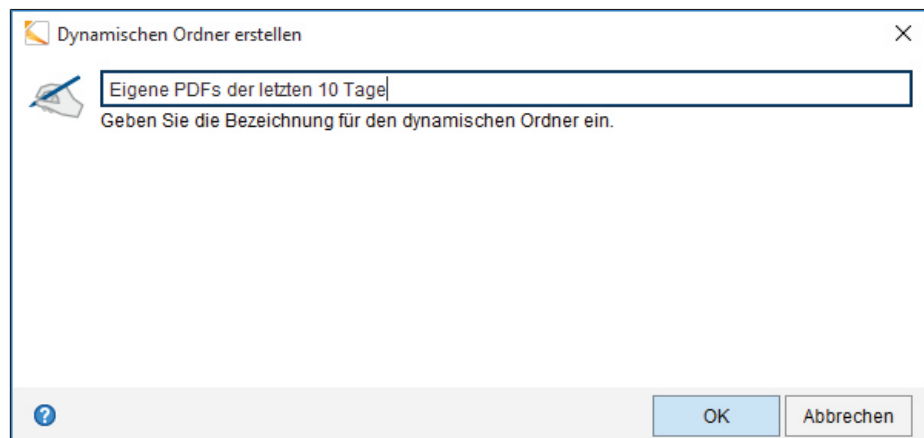 Dynamischen Ordner erstellen
Eigene PDFs der letzten 10 Tage
Geben Sie die Bezeichnung für den dynamischen Ordner ein.
?
OK Abbrechen